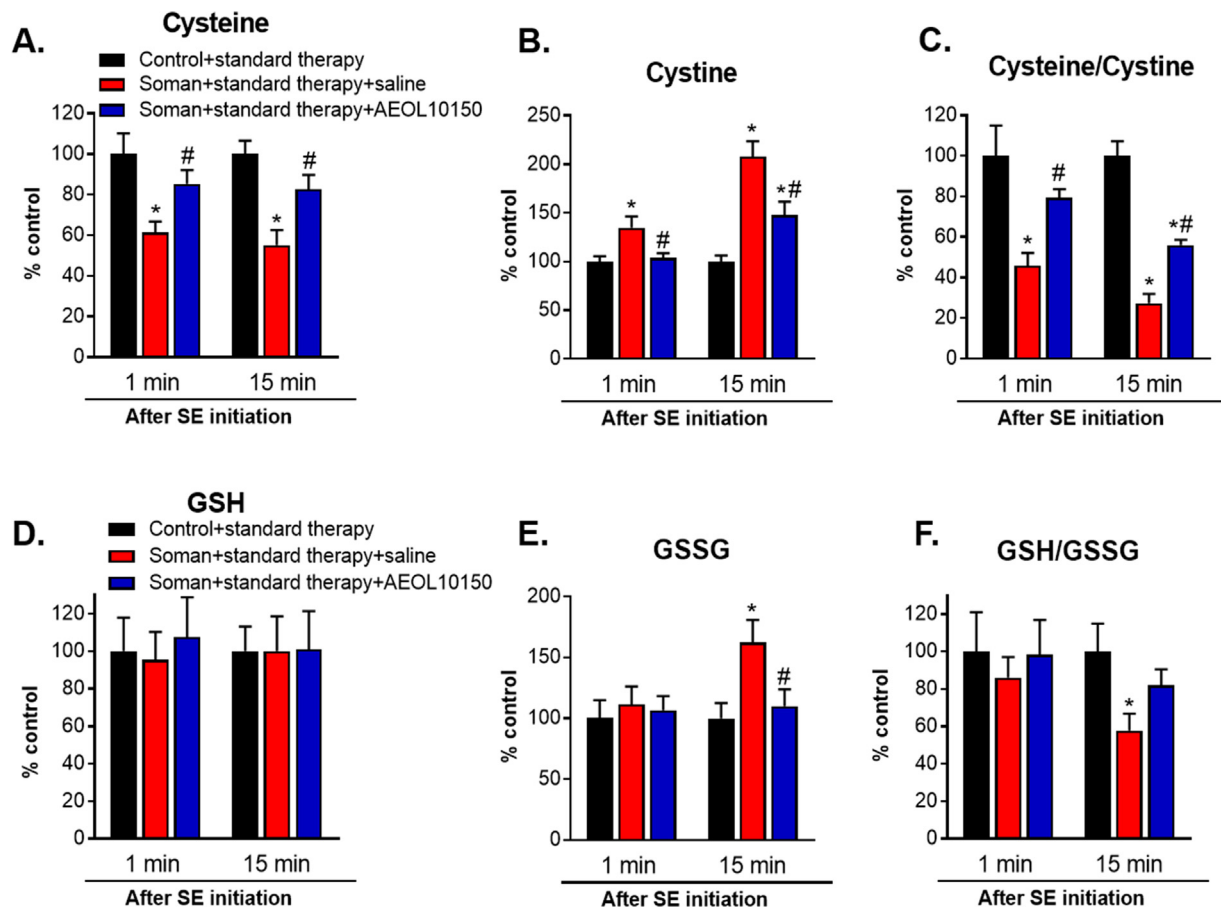 A.
Cysteine
Control+standard therapy
Soman+standard therapy+saline
Soman+standard therapy+AEOL10150
% control
120
100
80
60
40
20
0
#
#
*
*
1 min 15 min
After SE initiation
B.
Cystine
% control
250
200
150
100
50
0
*
#
*
*#
1 min 15 min
After SE initiation
C.
Cysteine/Cystine
% control
120
100
80
60
40
20
0
*
#
*
*#
1 min 15 min
After SE initiation
D.
GSH
Control+standard therapy
Soman+standard therapy+saline
Soman+standard therapy+AEOL10150
% control
120
100
80
60
40
20
0
1 min 15 min
After SE initiation
E.
GSSG
% control
200
150
100
50
0
*
#
1 min 15 min
After SE initiation
F.
GSH/GSSG
% control
120
100
80
60
40
20
0
*
1 min 15 min
After SE initiation